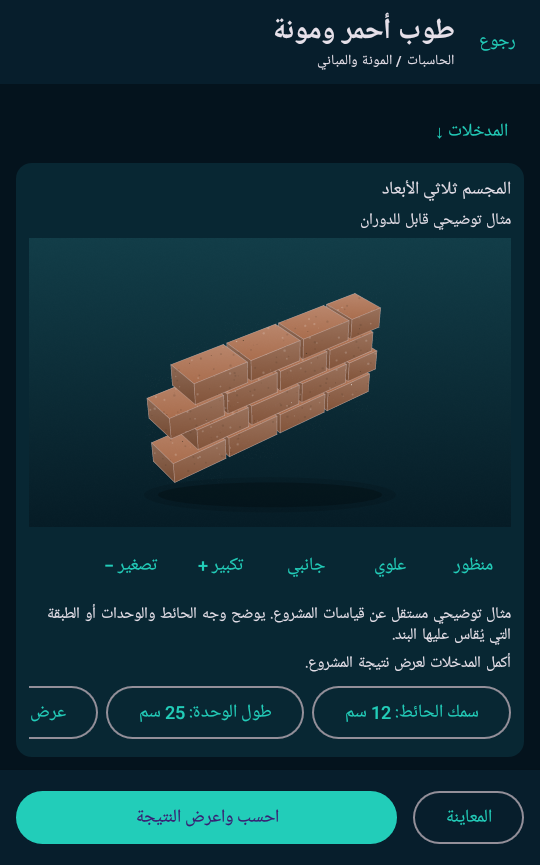 رجوع
طوب أحمر ومونة
الحاسبات / المونة والمباني
المدخلات ↓
المجسم ثلاثي الأبعاد
مثال توضيحي قابل للدوران
منظور
علوي
جانبي
تكبير +
تصغير −
مثال توضيحي مستقل عن قياسات المشروع. يوضح وجه الحائط والوحدات أو الطبقة
التي يُقاس عليها البند.
أكمل المدخلات لعرض نتيجة المشروع.
سمك الحائط: 12 سم
طول الوحدة: 25 سم
عرض
المعاينة
احسب واعرض النتيجة